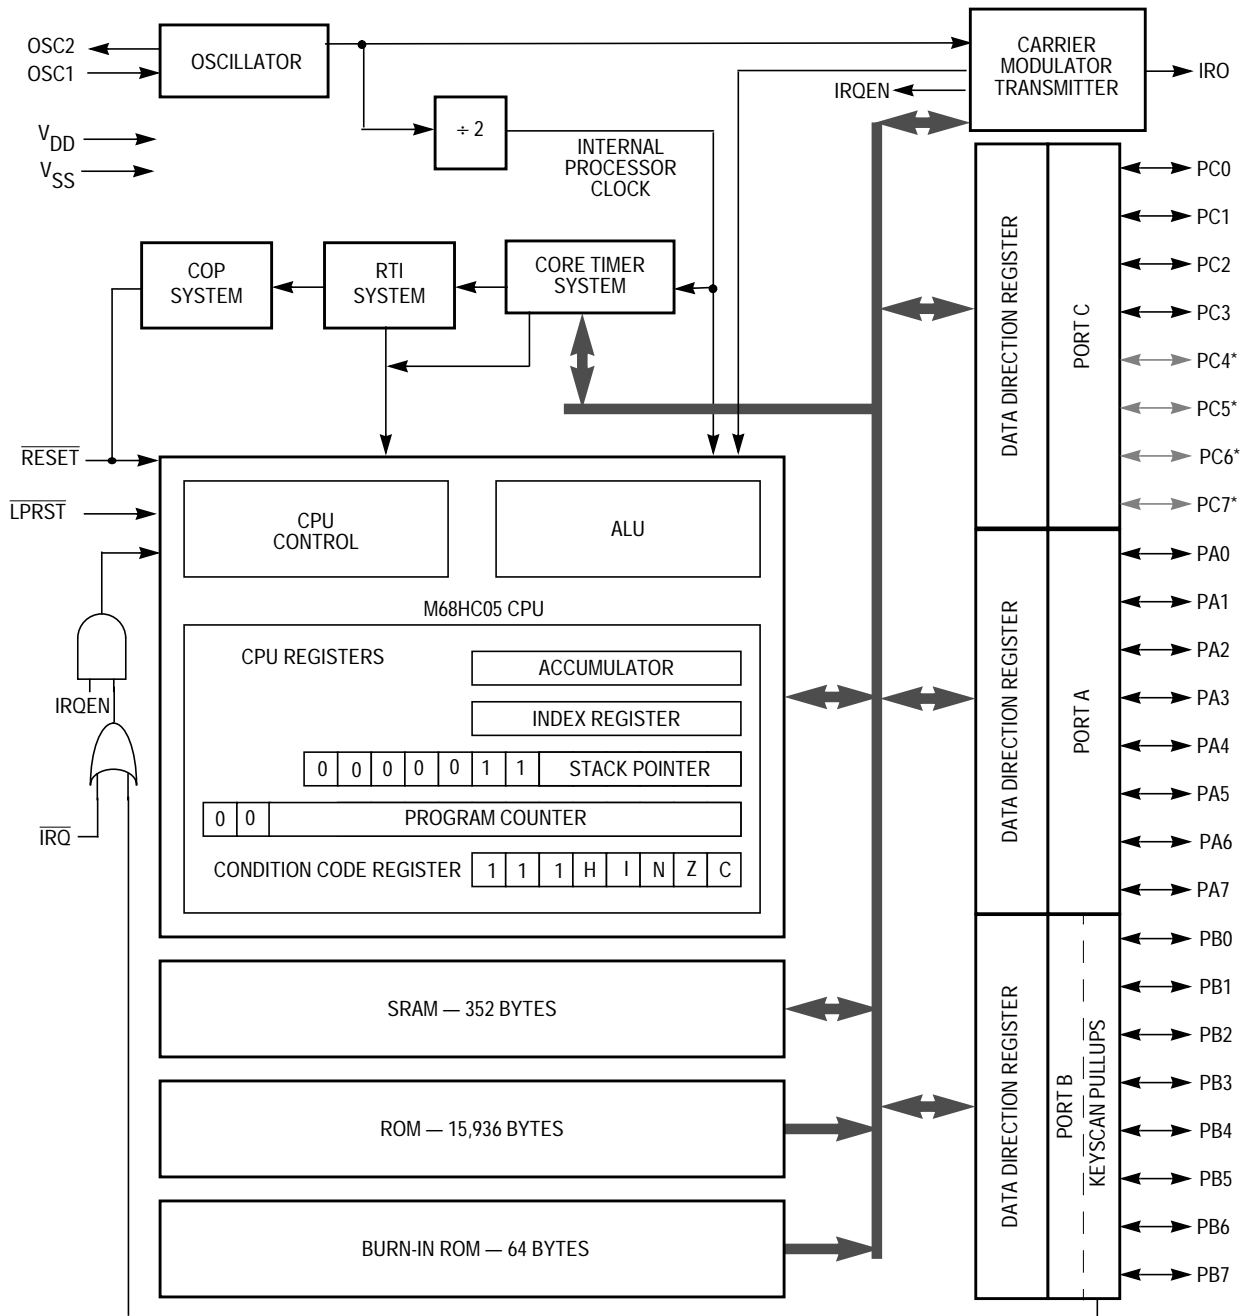 OSC2
OSC1
OSCILLATOR
CARRIER
MODULATOR
TRANSMITTER
IRO
IRQEN
VDD
VSS
÷ 2
INTERNAL
PROCESSOR
CLOCK
COP
SYSTEM
RTI
SYSTEM
CORE TIMER
SYSTEM
DATA DIRECTION REGISTER
PORT C
PC0
PC1
PC2
PC3
PC4*
PC5*
PC6*
PC7*
RESET
LPRST
CPU
CONTROL
ALU
M68HC05 CPU
CPU REGISTERS
ACCUMULATOR
INDEX REGISTER
0 0 0 0 0 1 1 STACK POINTER
0 0 PROGRAM COUNTER
CONDITION CODE REGISTER 1 1 1 H I N Z C
IRQEN
IRQ
DATA DIRECTION REGISTER
PORT A
PA0
PA1
PA2
PA3
PA4
PA5
PA6
PA7
SRAM — 352 BYTES
ROM — 15,936 BYTES
BURN-IN ROM — 64 BYTES
DATA DIRECTION REGISTER
PORT B
KEYSCAN PULLUPS
PB0
PB1
PB2
PB3
PB4
PB5
PB6
PB7